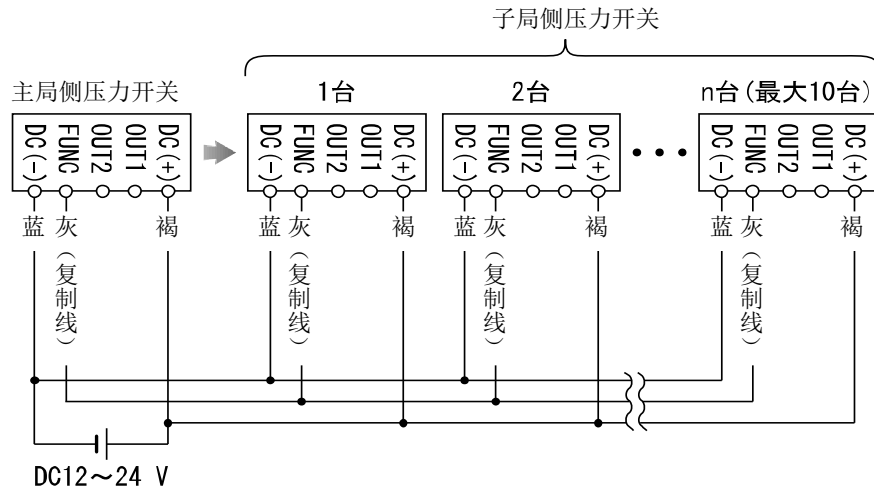 子局侧压力开关
主局侧压力开关
1台
2台
n台(最大10台)
DC(-)
FUNC
OUT2
OUT1
DC(+)
DC(-)
FUNC
OUT2
OUT1
DC(+)
DC(-)
FUNC
OUT2
OUT1
DC(+)
DC(-)
FUNC
OUT2
OUT1
DC(+)
蓝 灰 褐
蓝 灰 褐
蓝 灰 褐
蓝 灰 褐
(复制线)
(复制线)
(复制线)
(复制线)
DC12～24 V